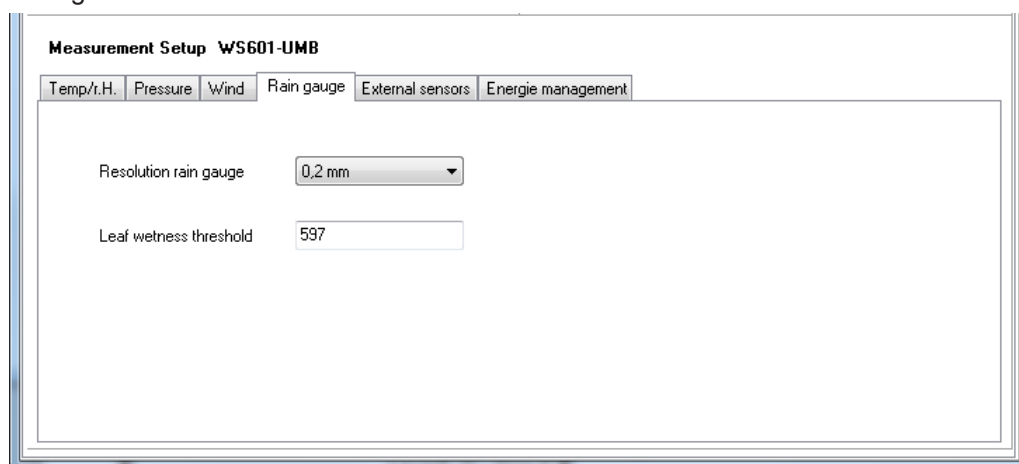 Measurement Setup WS601-UMB
Temp/r.H. Pressure Wind Rain gauge External sensors Energie management
Resolution rain gauge 0,2 mm
Leaf wetness threshold 597